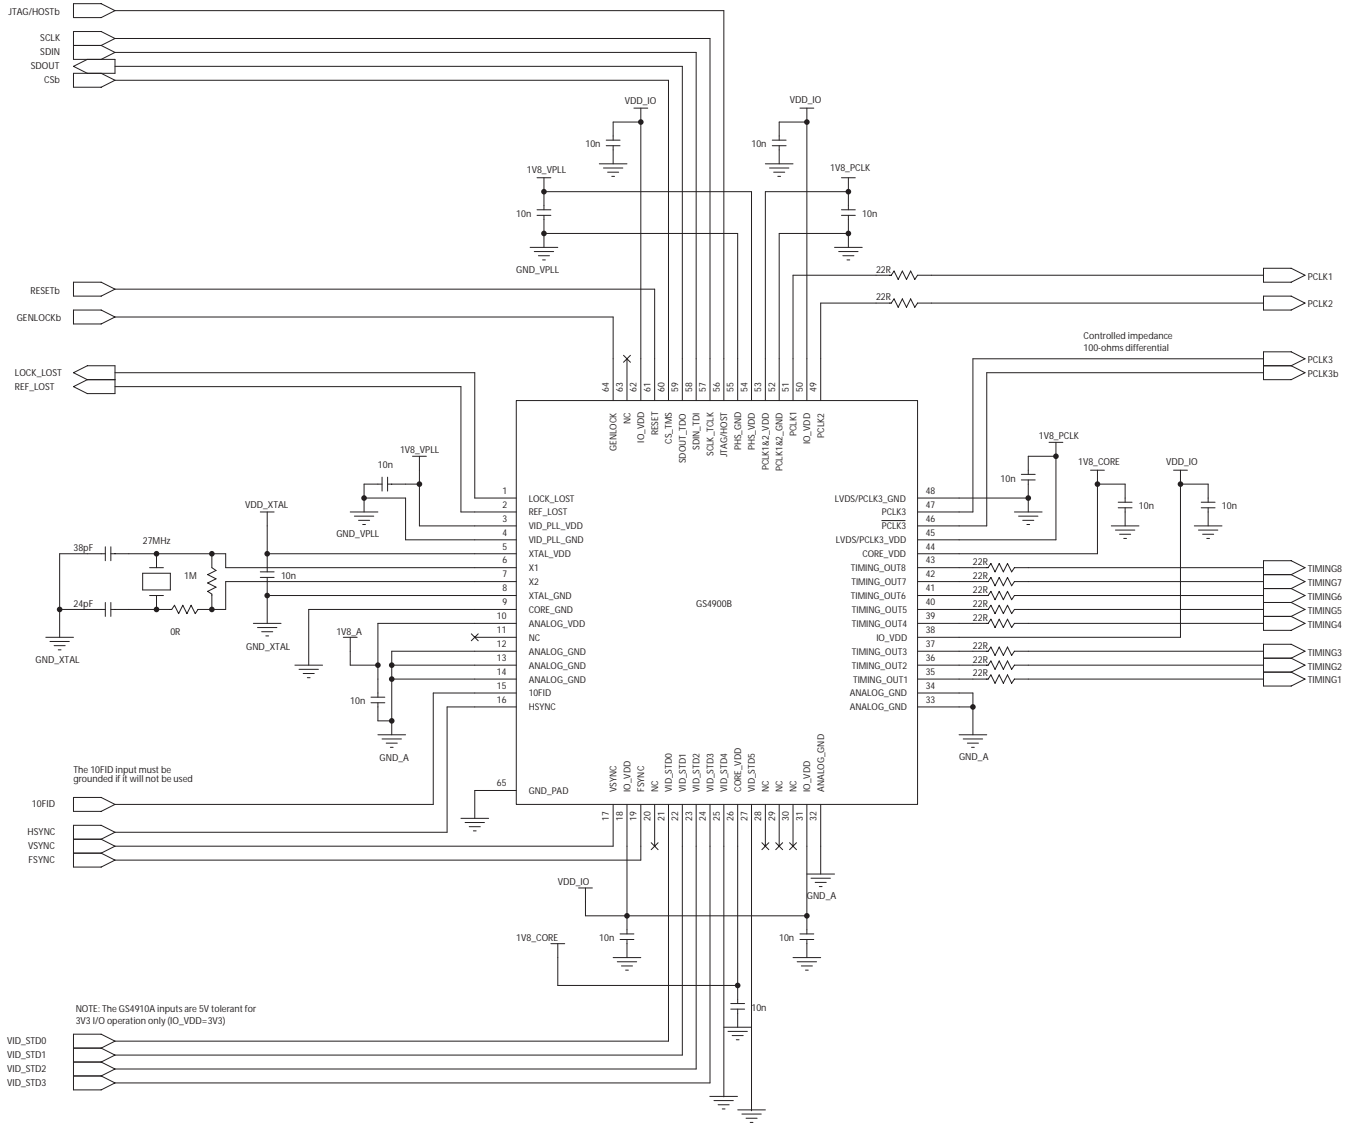 JTAG/HOSTb
SCLK
SDIN
SDOUT
CSb
VDD_IO
10n
VDD_IO
10n
1V8_VPLL
10n
GND_VPLL
1V8_PCLK
10n
RESETb
GENLOCKb
22R
PCLK1
22R
PCLK2
Controlled impedance
100-ohms differential
PCLK3
PCLK3b
LOCK_LOST
REF_LOST
64
63
62
61
60
59
58
57
56
55
54
53
52
51
50
49
GENLOCK
NC
IO_VDD
RESET
CS_TMS
SDOUT_TDO
SDIN_TDI
SCLK_TCLK
JTAG/HOST
PHS_GND
PHS_VDD
PCLK1&2_VDD
PCLK1&2_GND
PCLK1
IO_VDD
PCLK2
1V8_VPLL
10n
GND_VPLL
VDD_XTAL
10n
GND_XTAL
38pF
27MHz
1M
24pF
0R
GND_XTAL
1V8_A
10n
GND_A
1 LOCK_LOST
2 REF_LOST
3 VID_PLL_VDD
4 VID_PLL_GND
5 XTAL_VDD
6 X1
7 X2
8 XTAL_GND
9 CORE_GND
10 ANALOG_VDD
11 NC
12 ANALOG_GND
13 ANALOG_GND
14 ANALOG_GND
15 10FID
16 HSYNC
65 GND_PAD
GS4900B
LVDS/PCLK3_GND 48
PCLK3 47
PCLK3 46
LVDS/PCLK3_VDD 45
CORE_VDD 44
TIMING_OUT8 43
TIMING_OUT7 42
TIMING_OUT6 41
TIMING_OUT5 40
TIMING_OUT4 39
IO_VDD 38
TIMING_OUT3 37
TIMING_OUT2 36
TIMING_OUT1 35
ANALOG_GND 34
ANALOG_GND 33
1V8_PCLK
10n
1V8_CORE
10n
VDD_IO
10n
22R TIMING8
22R TIMING7
22R TIMING6
22R TIMING5
22R TIMING4
22R TIMING3
22R TIMING2
22R TIMING1
GND_A
VSYNC
IO_VDD
FSYNC
NC
VID_STD0
VID_STD1
VID_STD2
VID_STD3
VID_STD4
CORE_VDD
VID_STD5
NC
NC
NC
IO_VDD
ANALOG_GND
17
18
19
20
21
22
23
24
25
26
27
28
29
30
31
32
The 10FID input must be
grounded if it will not be used
10FID
HSYNC
VSYNC
FSYNC
VDD_IO
GND_A
10n
10n
1V8_CORE
10n
NOTE: The GS4910A inputs are 5V tolerant for
3V3 I/O operation only (IO_VDD=3V3)
VID_STD0
VID_STD1
VID_STD2
VID_STD3